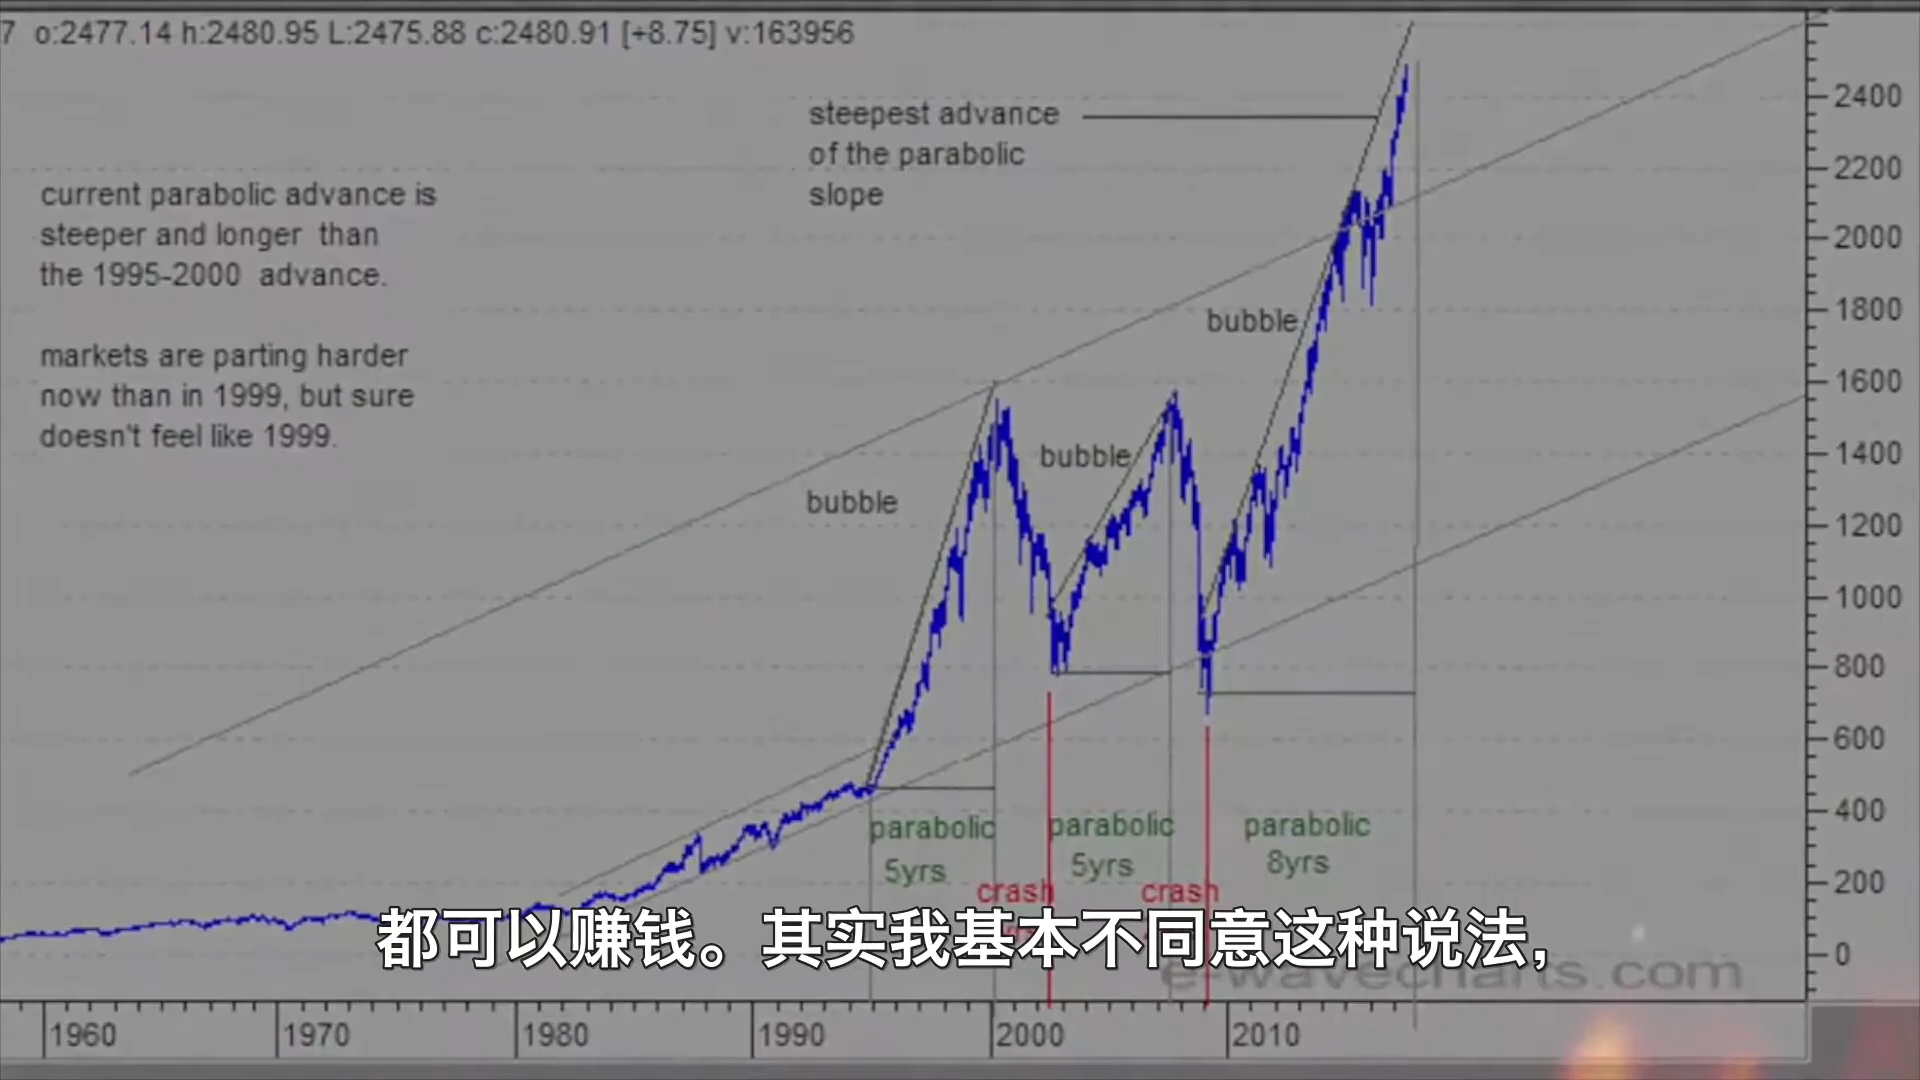 7 o:2477.14 h:2480.95 L:2475.88 c:2480.91 [+8.75] v:163956
steepest advance
of the parabolic
slope
current parabolic advance is
steeper and longer than
the 1995-2000 advance.
markets are parting harder
now than in 1999, but sure
doesn't feel like 1999.
bubble
bubble
bubble
2400
2200
2000
1800
1600
1400
1200
1000
800
600
400
200
0
parabolic
5yrs
crash
parabolic
5yrs
crash
parabolic
8yrs
都可以赚钱。其实我基本不同意这种说法,
e-wavecharts.com
1960
1970
1980
1990
2000
2010